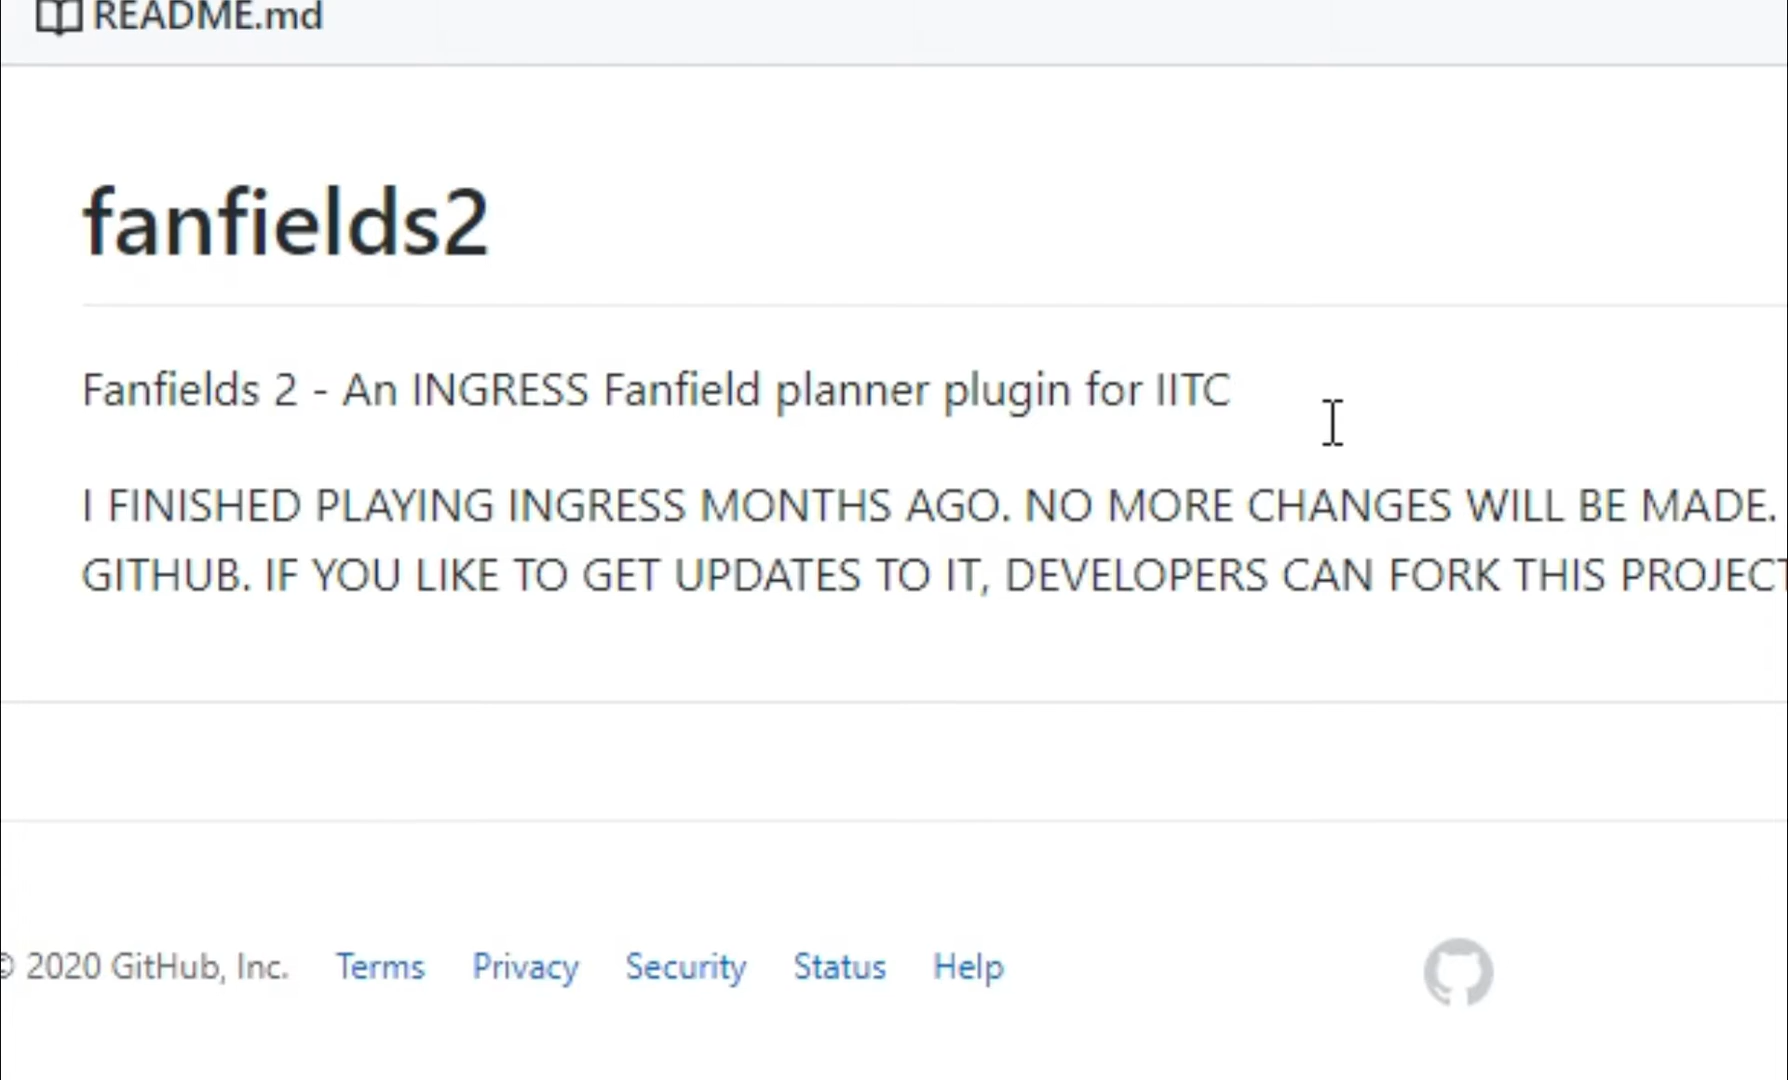 README.md
fanfields2
Fanfields 2 - An INGRESS Fanfield planner plugin for IITC
I FINISHED PLAYING INGRESS MONTHS AGO. NO MORE CHANGES WILL BE MADE.
GITHUB. IF YOU LIKE TO GET UPDATES TO IT, DEVELOPERS CAN FORK THIS PROJECT
© 2020 GitHub, Inc. Terms Privacy Security Status Help